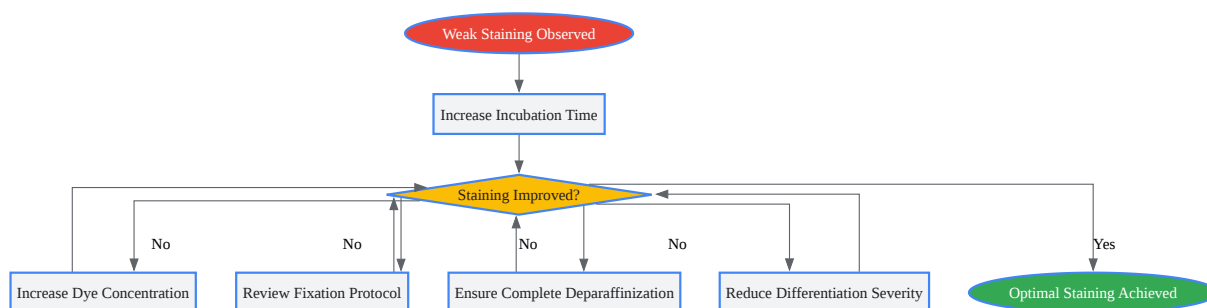 Weak Staining Observed
Increase Incubation Time
Staining Improved?
No
No
No
No
Yes
Increase Dye Concentration
Review Fixation Protocol
Ensure Complete Deparaffinization
Reduce Differentiation Severity
Optimal Staining Achieved